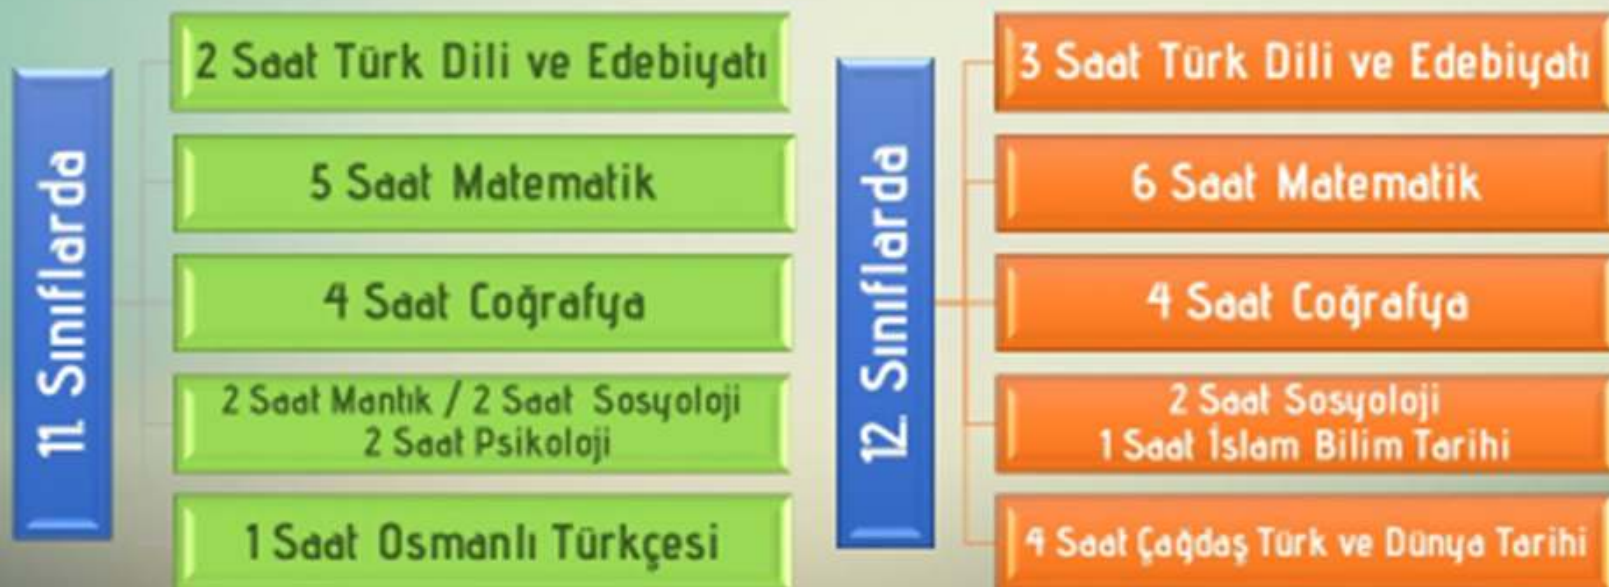 11. Sınıflarda
2 Saat Türk Dili ve Edebiyatı
5 Saat Matematik
4 Saat Coğrafya
2 Saat Mantık / 2 Saat Sosyoloji
2 Saat Psikoloji
1 Saat Osmanlı Türkçesi
12. Sınıflarda
3 Saat Türk Dili ve Edebiyatı
6 Saat Matematik
4 Saat Coğrafya
2 Saat Sosyoloji
1 Saat İslam Bilim Tarihi
4 Saat Çağdaş Türk ve Dünya Tarihi